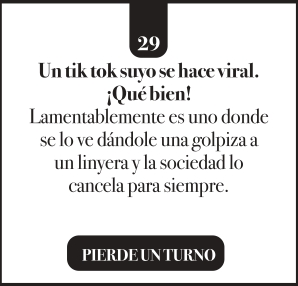 29
Un tik tok suyo se hace viral.
¡Qué bien!
Lamentablemente es uno donde
se lo ve dándole una golpiza a
un linyera y la sociedad lo
cancela para siempre.
PIERDE UN TURNO